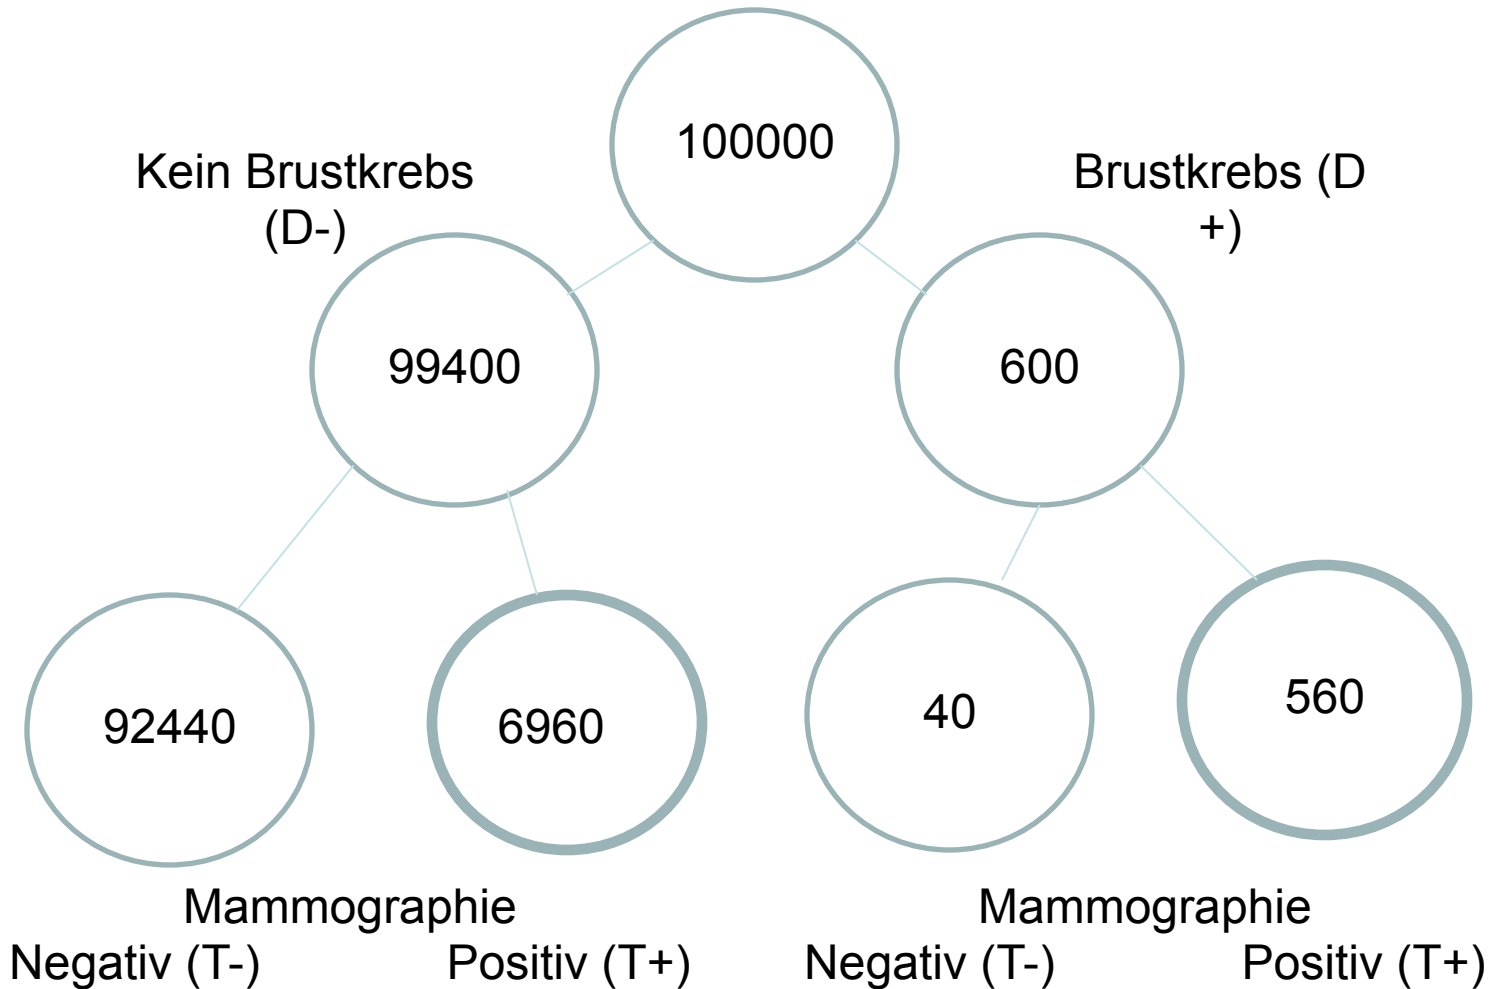 100000
Kein Brustkrebs
(D-)
Brustkrebs (D
+)
99400
600
92440
6960
40
560
Mammographie
Negativ (T-)
Positiv (T+)
Mammographie
Negativ (T-)
Positiv (T+)